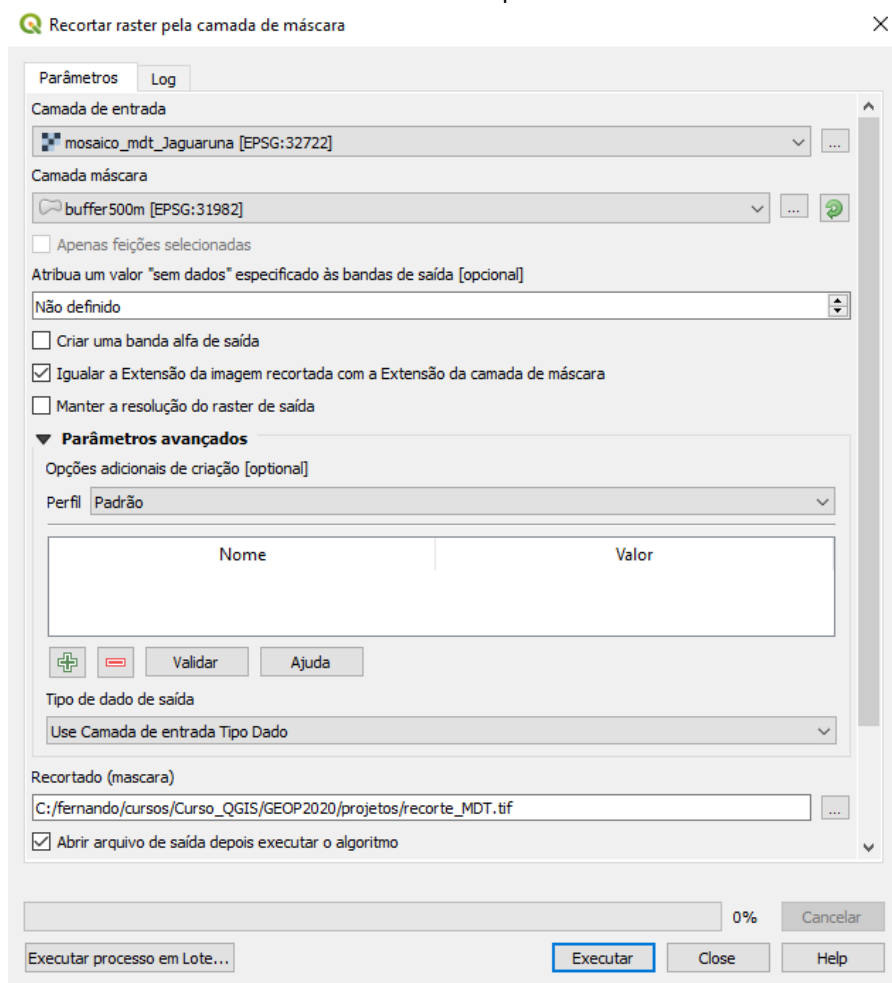 Recortar raster pela camada de máscara
Parâmetros
Log
Camada de entrada
mosaico_mdt_Jaguaruna [EPSG:32722]
...
Camada máscara
buffer500m [EPSG:31982]
...
Apenas feições selecionadas
Atribua um valor "sem dados" especificado às bandas de saída [opcional]
Não definido
Criar uma banda alfa de saída
Igualar a Extensão da imagem recortada com a Extensão da camada de máscara
Manter a resolução do raster de saída
Parâmetros avançados
Opções adicionais de criação [optional]
Perfil Padrão
Nome Valor
Validar Ajuda
Tipo de dado de saída
Use Camada de entrada Tipo Dado
Recortado (mascara)
C:/fernando/cursos/Curso_QGIS/GEOP2020/projetos/recorte_MDT.tif
...
Abrir arquivo de saída depois executar o algoritmo
0% Cancelar
Executar processo em Lote... Executar Close Help